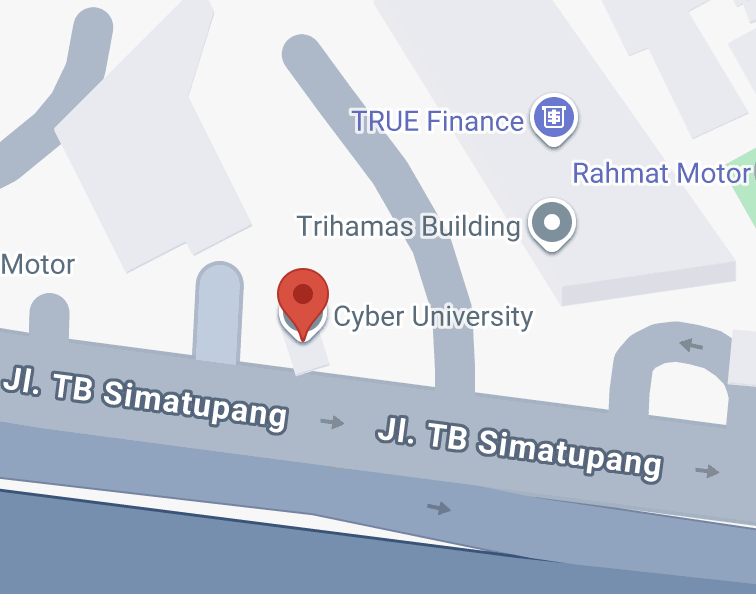 TRUE Finance
Rahmat Motor
Trihamas Building
Motor
Cyber University
Jl. TB Simatupang
Jl. TB Simatupang